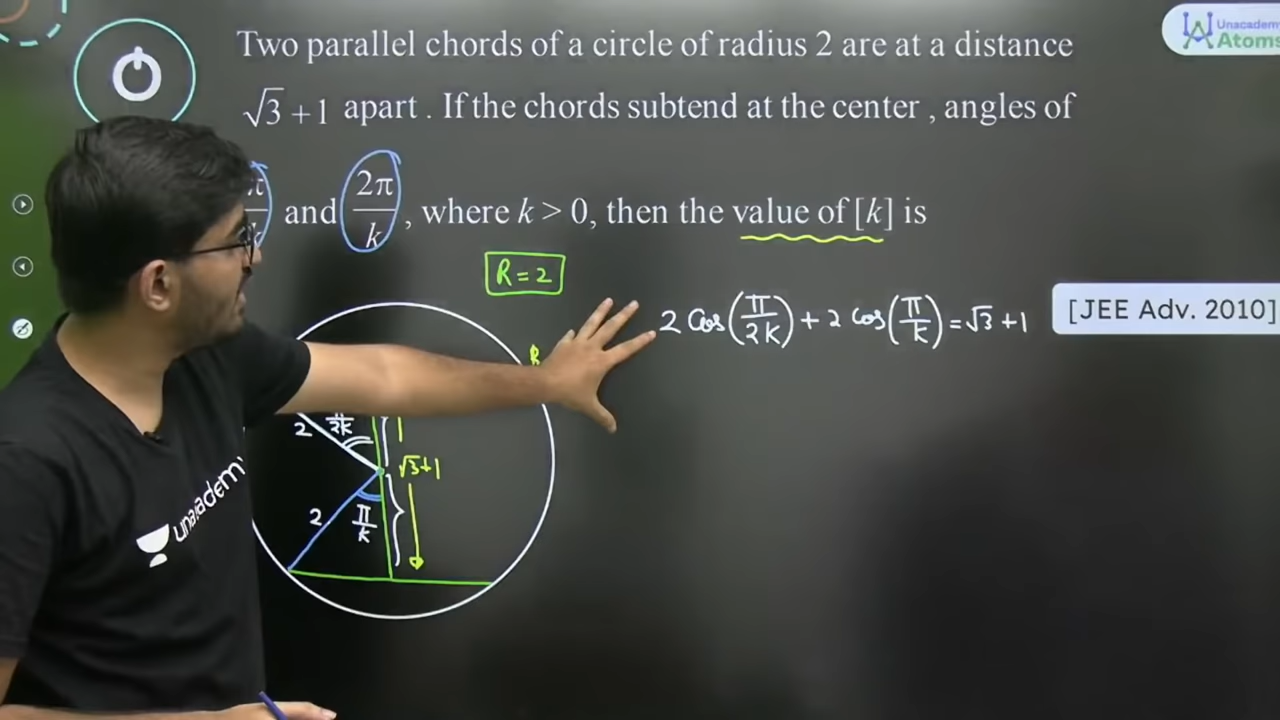 Two parallel chords of a circle of radius 2 are at a distance
√3 + 1 apart . If the chords subtend at the center , angles of
and 2π/k , where k > 0, then the value of [k] is
R = 2
2 Cos(π/2k) + 2 cos(π/k) = √3 + 1
[JEE Adv. 2010]
R
2 π/2k 1
√3+1
2 π/k
unacademy
Unacademy
Atoms